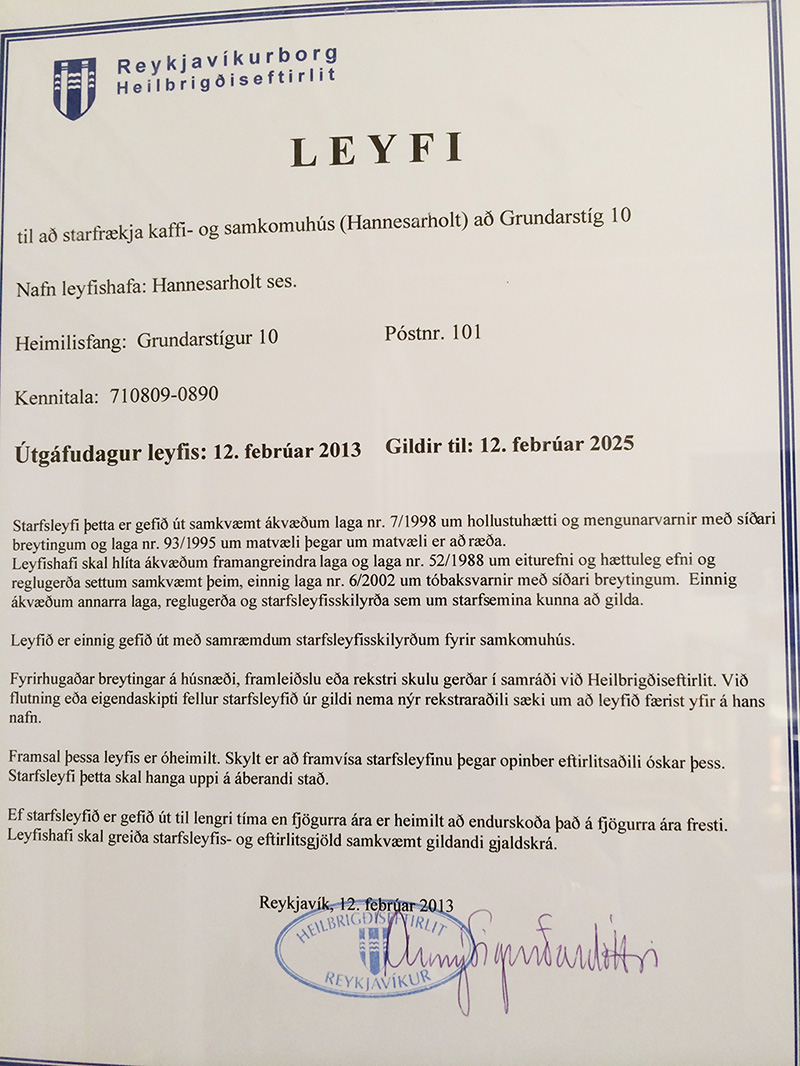 Reykjavíkurborg
Heilbrigðiseftirlit
LEYFI
til að starfrækja kaffi- og samkomuhús (Hannesarholt) að Grundarstíg 10
Nafn leyfishafa: Hannesarholt ses.
Heimilisfang: Grundarstígur 10 Póstnr. 101
Kennitala: 710809-0890
Útgáfudagur leyfis: 12. febrúar 2013 Gildir til: 12. febrúar 2025
Starfsleyfi þetta er gefið út samkvæmt ákvæðum laga nr. 7/1998 um hollustuhætti og mengunarvarnir með síðari
breytingum og laga nr. 93/1995 um matvæli þegar um matvæli er að ræða.
Leyfishafi skal hlíta ákvæðum framangreindra laga og laga nr. 52/1988 um eiturefni og hættuleg efni og
reglugerða settum samkvæmt þeim, einnig laga nr. 6/2002 um tóbaksvarnir með síðari breytingum. Einnig
ákvæðum annarra laga, reglugerða og starfsleyfisskilyrða sem um starfsemina kunna að gilda.
Leyfið er einnig gefið út með samræmdum starfsleyfisskilyrðum fyrir samkomuhús.
Fyrirhugaðar breytingar á húsnæði, framleiðslu eða rekstri skulu gerðar í samráði við Heilbrigðiseftirlit. Við
flutning eða eigendaskipti fellur starfsleyfið úr gildi nema nýr rekstraraðili sæki um að leyfið færist yfir á hans
nafn.
Framsal þessa leyfis er óheimilt. Skylt er að framvísa starfsleyfinu þegar opinber eftirlitsaðili óskar þess.
Starfsleyfi þetta skal hanga uppi á áberandi stað.
Ef starfsleyfið er gefið út til lengri tíma en fjögurra ára er heimilt að endurskoða það á fjögurra ára fresti.
Leyfishafi skal greiða starfsleyfis- og eftirlitsgjöld samkvæmt gildandi gjaldskrá.
Reykjavík, 12. febrúar 2013
HEILBRIGÐISEFTIRLIT
REYKJAVÍKUR
Árný Sigurðardóttir